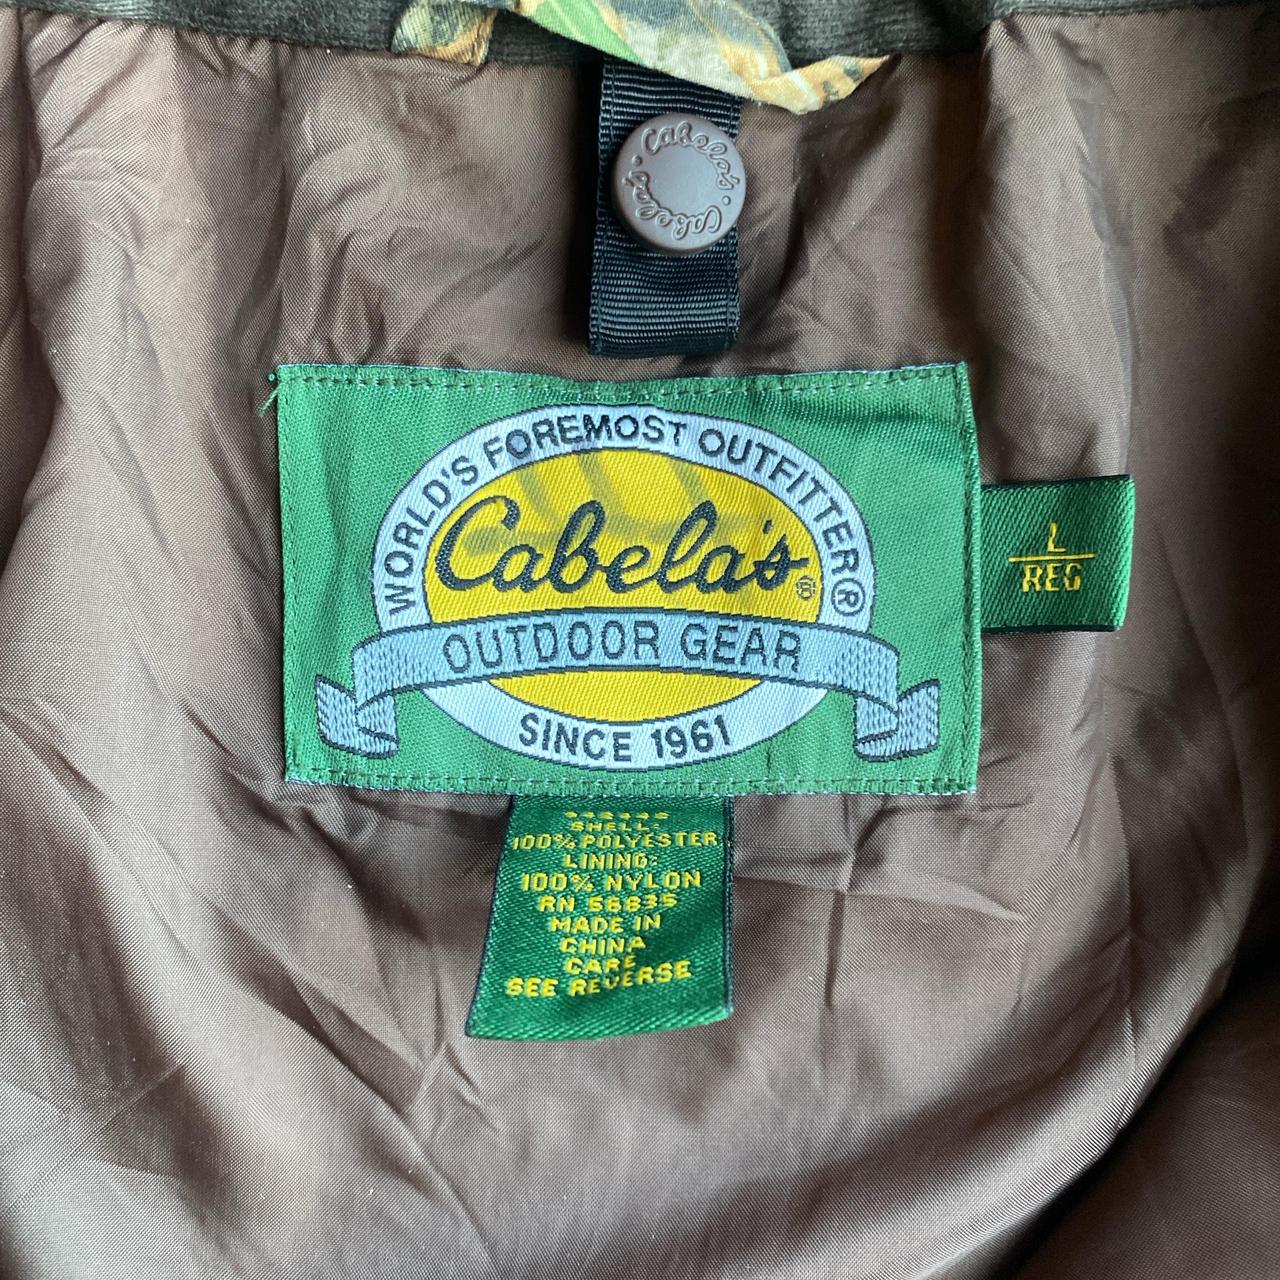 Cabela's · Cabela's · Cabela's ·
WORLD'S FOREMOST OUTFITTER®
Cabela's®
OUTDOOR GEAR
SINCE 1961
L
REG
SHELL:
100% POLYESTER
LINING:
100% NYLON
RN 56835
MADE IN
CHINA
CARE
SEE REVERSE